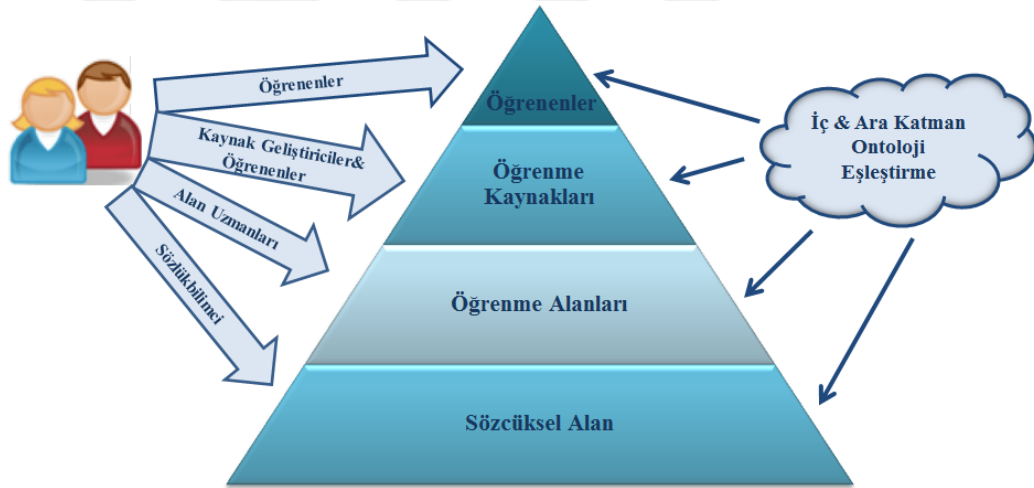 Öğrenenler
Kaynak Geliştiriciler&
Öğrenenler
Alan Uzmanları
Sözlükbilimci
Öğrenenler
Öğrenme
Kaynakları
Öğrenme Alanları
Sözcüksel Alan
İç & Ara Katman
Ontoloji
Eşleştirme